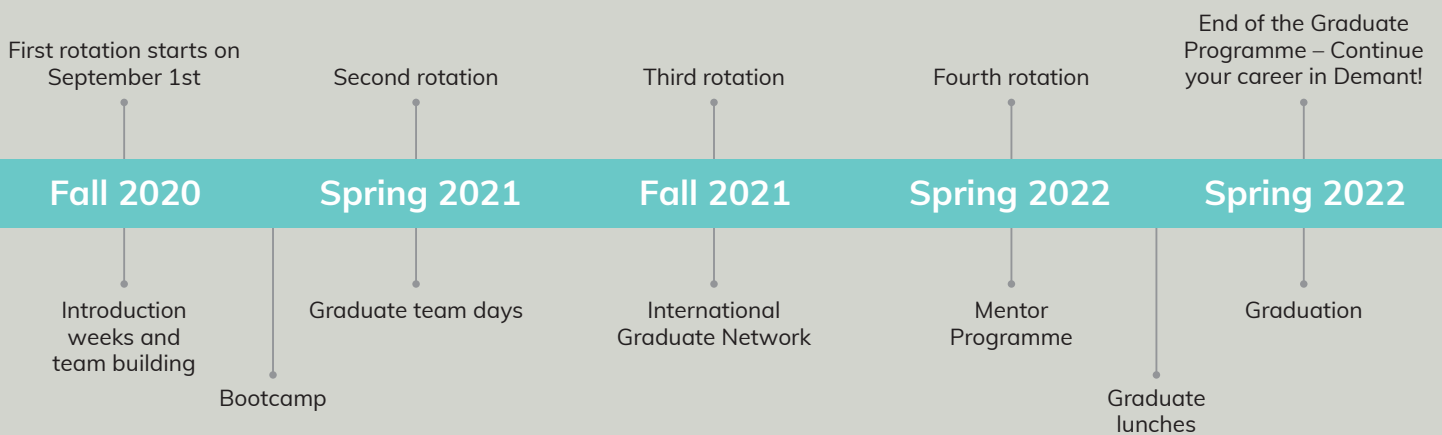 First rotation starts on
September 1st
Second rotation
Third rotation
Fourth rotation
End of the Graduate
Programme – Continue
your career in Demant!
Fall 2020
Spring 2021
Fall 2021
Spring 2022
Spring 2022
Introduction
weeks and
team building
Bootcamp
Graduate team days
International
Graduate Network
Mentor
Programme
Graduate
lunches
Graduation